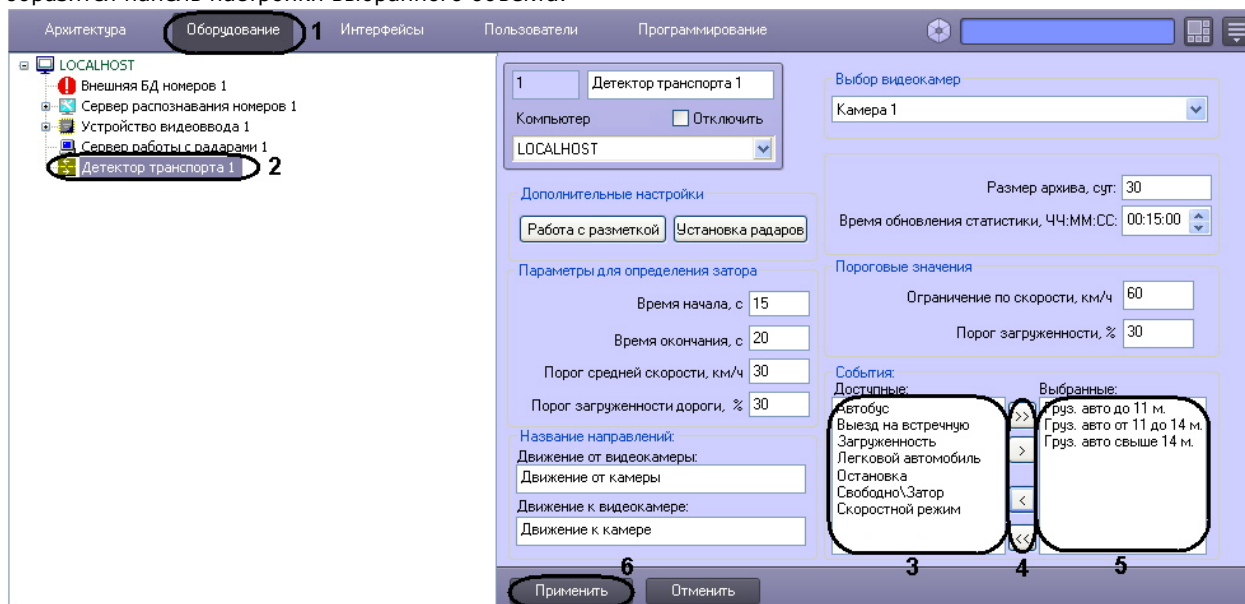 образится панель настройки выбранного объекта.
Архитектура Оборудование 1 Интерфейсы Пользователи Программирование
LOCALHOST
Внешняя БД номеров 1
Сервер распознавания номеров 1
Устройство видеоввода 1
Сервер работы с радарами 1
Детектор транспорта 1 2
1 Детектор транспорта 1
Компьютер Отключить
LOCALHOST
Дополнительные настройки
Работа с разметкой Установка радаров
Параметры для определения затора
Время начала, с 15
Время окончания, с 20
Порог средней скорости, км/ч 30
Порог загруженности дороги, % 30
Название направлений:
Движение от видеокамеры:
Движение от камеры
Движение к видеокамере:
Движение к камере
Выбор видеокамер
Камера 1
Размер архива, сут: 30
Время обновления статистики, ЧЧ:ММ:СС: 00:15:00
Пороговые значения
Ограничение по скорости, км/ч 60
Порог загруженности, % 30
События:
Доступные: Выбранные:
Автобус
Выезд на встречную
Загруженность
Легковой автомобиль
Остановка
Свободно\Затор
Скоростной режим
>>
>
<
<<
Груз. авто до 11 м.
Груз. авто от 11 до 14 м.
Груз. авто свыше 14 м.
3 4 5
6
Применить Отменить